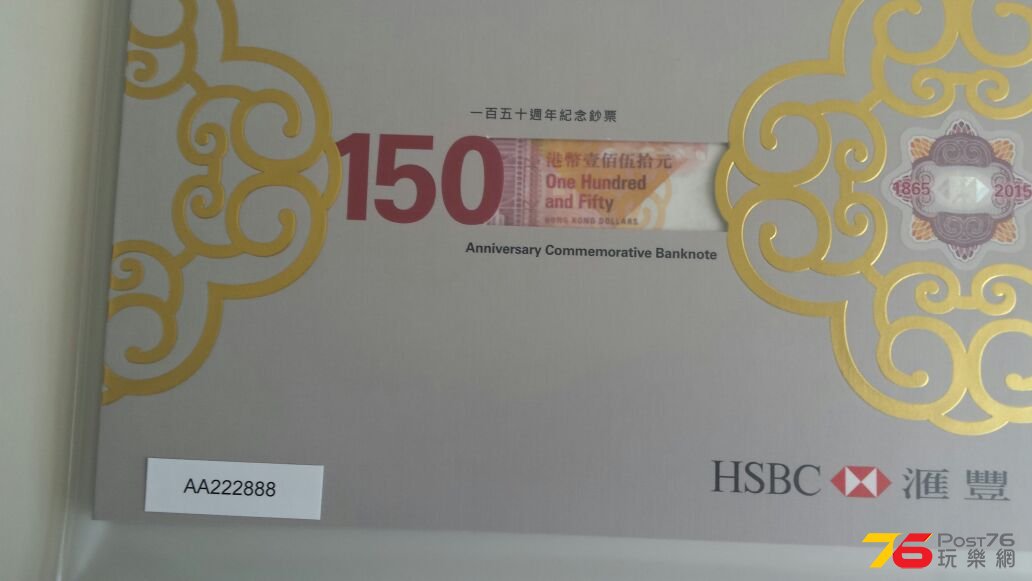 一百五十週年紀念鈔票
150
港幣壹佰伍拾元
One Hundred
and Fifty
HONG KONG DOLLARS
Anniversary Commemorative Banknote
1865 2015
AA222888
HSBC 滙豐
76 POST76
玩樂網